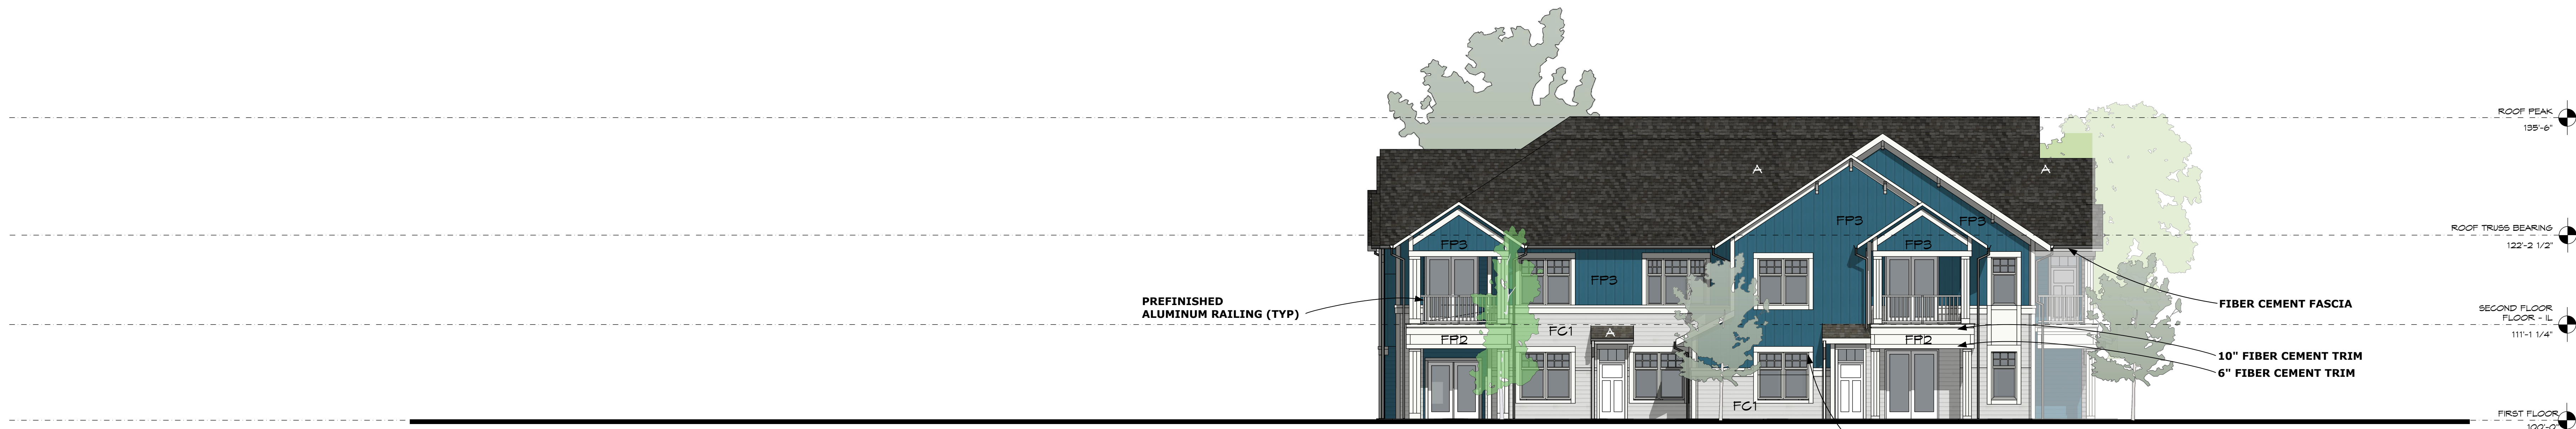 ROOF PEAK
135'-6"
A
A
FP3
FP3
FP3
FP3
ROOF TRUSS BEARING
122'-2 1/2"
FP3
PREFINISHED
ALUMINUM RAILING (TYP)
FIBER CEMENT FASCIA
SECOND FLOOR
FLOOR - IL
111'-1 1/4"
FC1
A
FP2
FP2
10" FIBER CEMENT TRIM
6" FIBER CEMENT TRIM
FC1
FIRST FLOOR
100'-0"